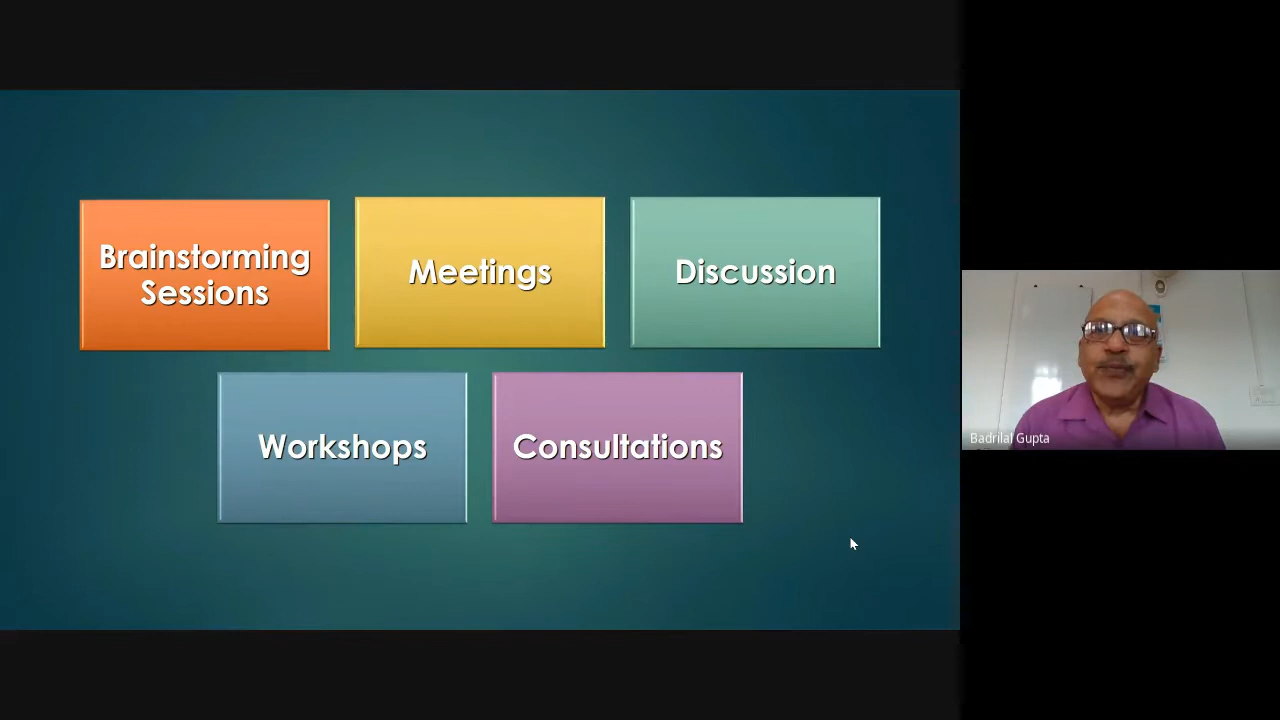 Brainstorming
Sessions
Meetings
Discussion
Workshops
Consultations
Badrilal Gupta